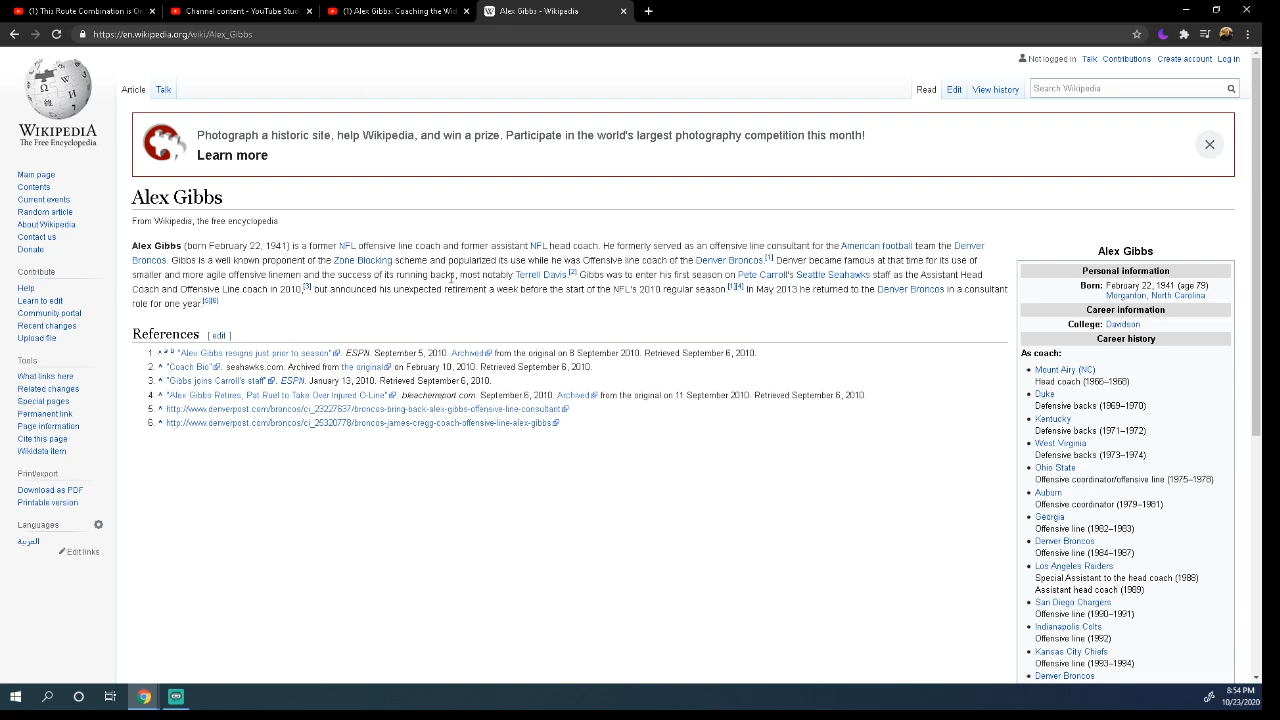 (1) This Route Combination is On
Channel content - YouTube Stud
(1) Alex Gibbs: Coaching the Wid
Alex Gibbs - Wikipedia
https://en.wikipedia.org/wiki/Alex_Gibbs
Not logged in Talk Contributions Create account Log in
Article Talk Read Edit View history Search Wikipedia
WIKIPEDIA
The Free Encyclopedia
Main page
Contents
Current events
Random article
About Wikipedia
Contact us
Donate
Contribute
Help
Learn to edit
Community portal
Recent changes
Upload file
Tools
What links here
Related changes
Special pages
Permanent link
Page information
Cite this page
Wikidata item
Print/export
Download as PDF
Printable version
Languages
العربية
Edit links
Photograph a historic site, help Wikipedia, and win a prize. Participate in the world's largest photography competition this month!
Learn more
Alex Gibbs
From Wikipedia, the free encyclopedia
Alex Gibbs (born February 22, 1941) is a former NFL offensive line coach and former assistant NFL head coach. He formerly served as an offensive line consultant for the American football team the Denver
Broncos. Gibbs is a well known proponent of the Zone Blocking scheme and popularized its use while he was Offensive line coach of the Denver Broncos.[1] Denver became famous at that time for its use of
smaller and more agile offensive linemen and the success of its running backs, most notably Terrell Davis.[2] Gibbs was to enter his first season on Pete Carroll's Seattle Seahawks staff as the Assistant Head
Coach and Offensive Line coach in 2010,[3] but announced his unexpected retirement a week before the start of the NFL's 2010 regular season.[1][4] In May 2013 he returned to the Denver Broncos in a consultant
role for one year.[5][6]
References [ edit ]
1. ^ a b "Alex Gibbs resigns just prior to season". ESPN. September 5, 2010. Archived from the original on 8 September 2010. Retrieved September 6, 2010.
2. ^ "Coach Bio". seahawks.com. Archived from the original on February 10, 2010. Retrieved September 6, 2010.
3. ^ "Gibbs joins Carroll's staff". ESPN. January 13, 2010. Retrieved September 6, 2010.
4. ^ "Alex Gibbs Retires, Pat Ruel to Take Over Injured O-Line". bleacherreport.com. September 6, 2010. Archived from the original on 11 September 2010. Retrieved September 6, 2010.
5. ^ http://www.denverpost.com/broncos/ci_23227637/broncos-bring-back-alex-gibbs-offensive-line-consultant
6. ^ http://www.denverpost.com/broncos/ci_25320778/broncos-james-cregg-coach-offensive-line-alex-gibbs
Alex Gibbs
Personal information
Born: February 22, 1941 (age 79)
Morganton, North Carolina
Career information
College: Davidson
Career history
As coach:
Mount Airy (NC)
Head coach (1966–1968)
Duke
Defensive backs (1969–1970)
Kentucky
Defensive backs (1971–1972)
West Virginia
Defensive backs (1973–1974)
Ohio State
Offensive coordinator/offensive line (1975–1978)
Auburn
Offensive coordinator (1979–1981)
Georgia
Offensive line (1982–1983)
Denver Broncos
Offensive line (1984–1987)
Los Angeles Raiders
Special Assistant to the head coach (1988)
Assistant head coach (1989)
San Diego Chargers
Offensive line (1990–1991)
Indianapolis Colts
Offensive line (1992)
Kansas City Chiefs
Offensive line (1993–1994)
Denver Broncos
8:54 PM
10/23/2020